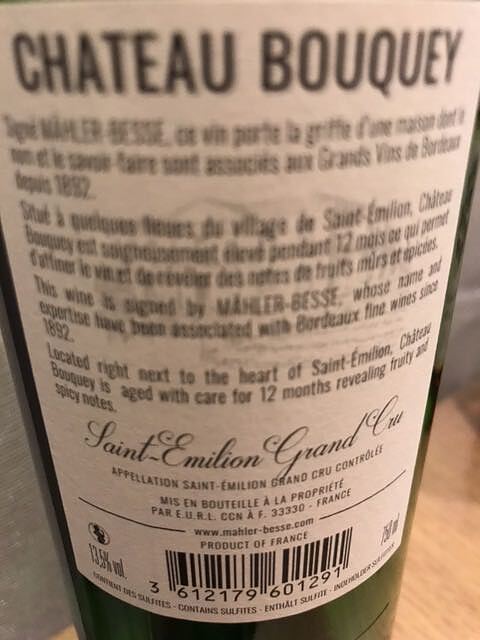 CHATEAU BOUQUEY
Signé MÄHLER-BESSE, ce vin porte la griffe d'une maison dont le
nom et le savoir-faire sont associés aux Grands Vins de Bordeaux
depuis 1892.
Situé à quelques lieues du village de Saint-Émilion, Château
Bouquey est soigneusement élevé pendant 12 mois ce qui permet
d'affiner le vin et de révéler des notes de fruits mûrs et épicées.
This wine is signed by MÄHLER-BESSE, whose name and
expertise have been associated with Bordeaux fine wines since
1892.
Located right next to the heart of Saint-Émilion, Château
Bouquey is aged with care for 12 months revealing fruity and
spicy notes.
Saint-Emilion Grand Cru
APPELLATION SAINT-ÉMILION GRAND CRU CONTRÔLÉE
MIS EN BOUTEILLE À LA PROPRIÉTÉ
PAR E.U.R.L. CCN À F. 33330 - FRANCE
www.mahler-besse.com
PRODUCT OF FRANCE
13,5% vol.
750 ml
3 612179 601291
CONTIENT DES SULFITES - CONTAINS SULFITES - ENTHÄLT SULFITE - INDEHOLDER SULFITTER